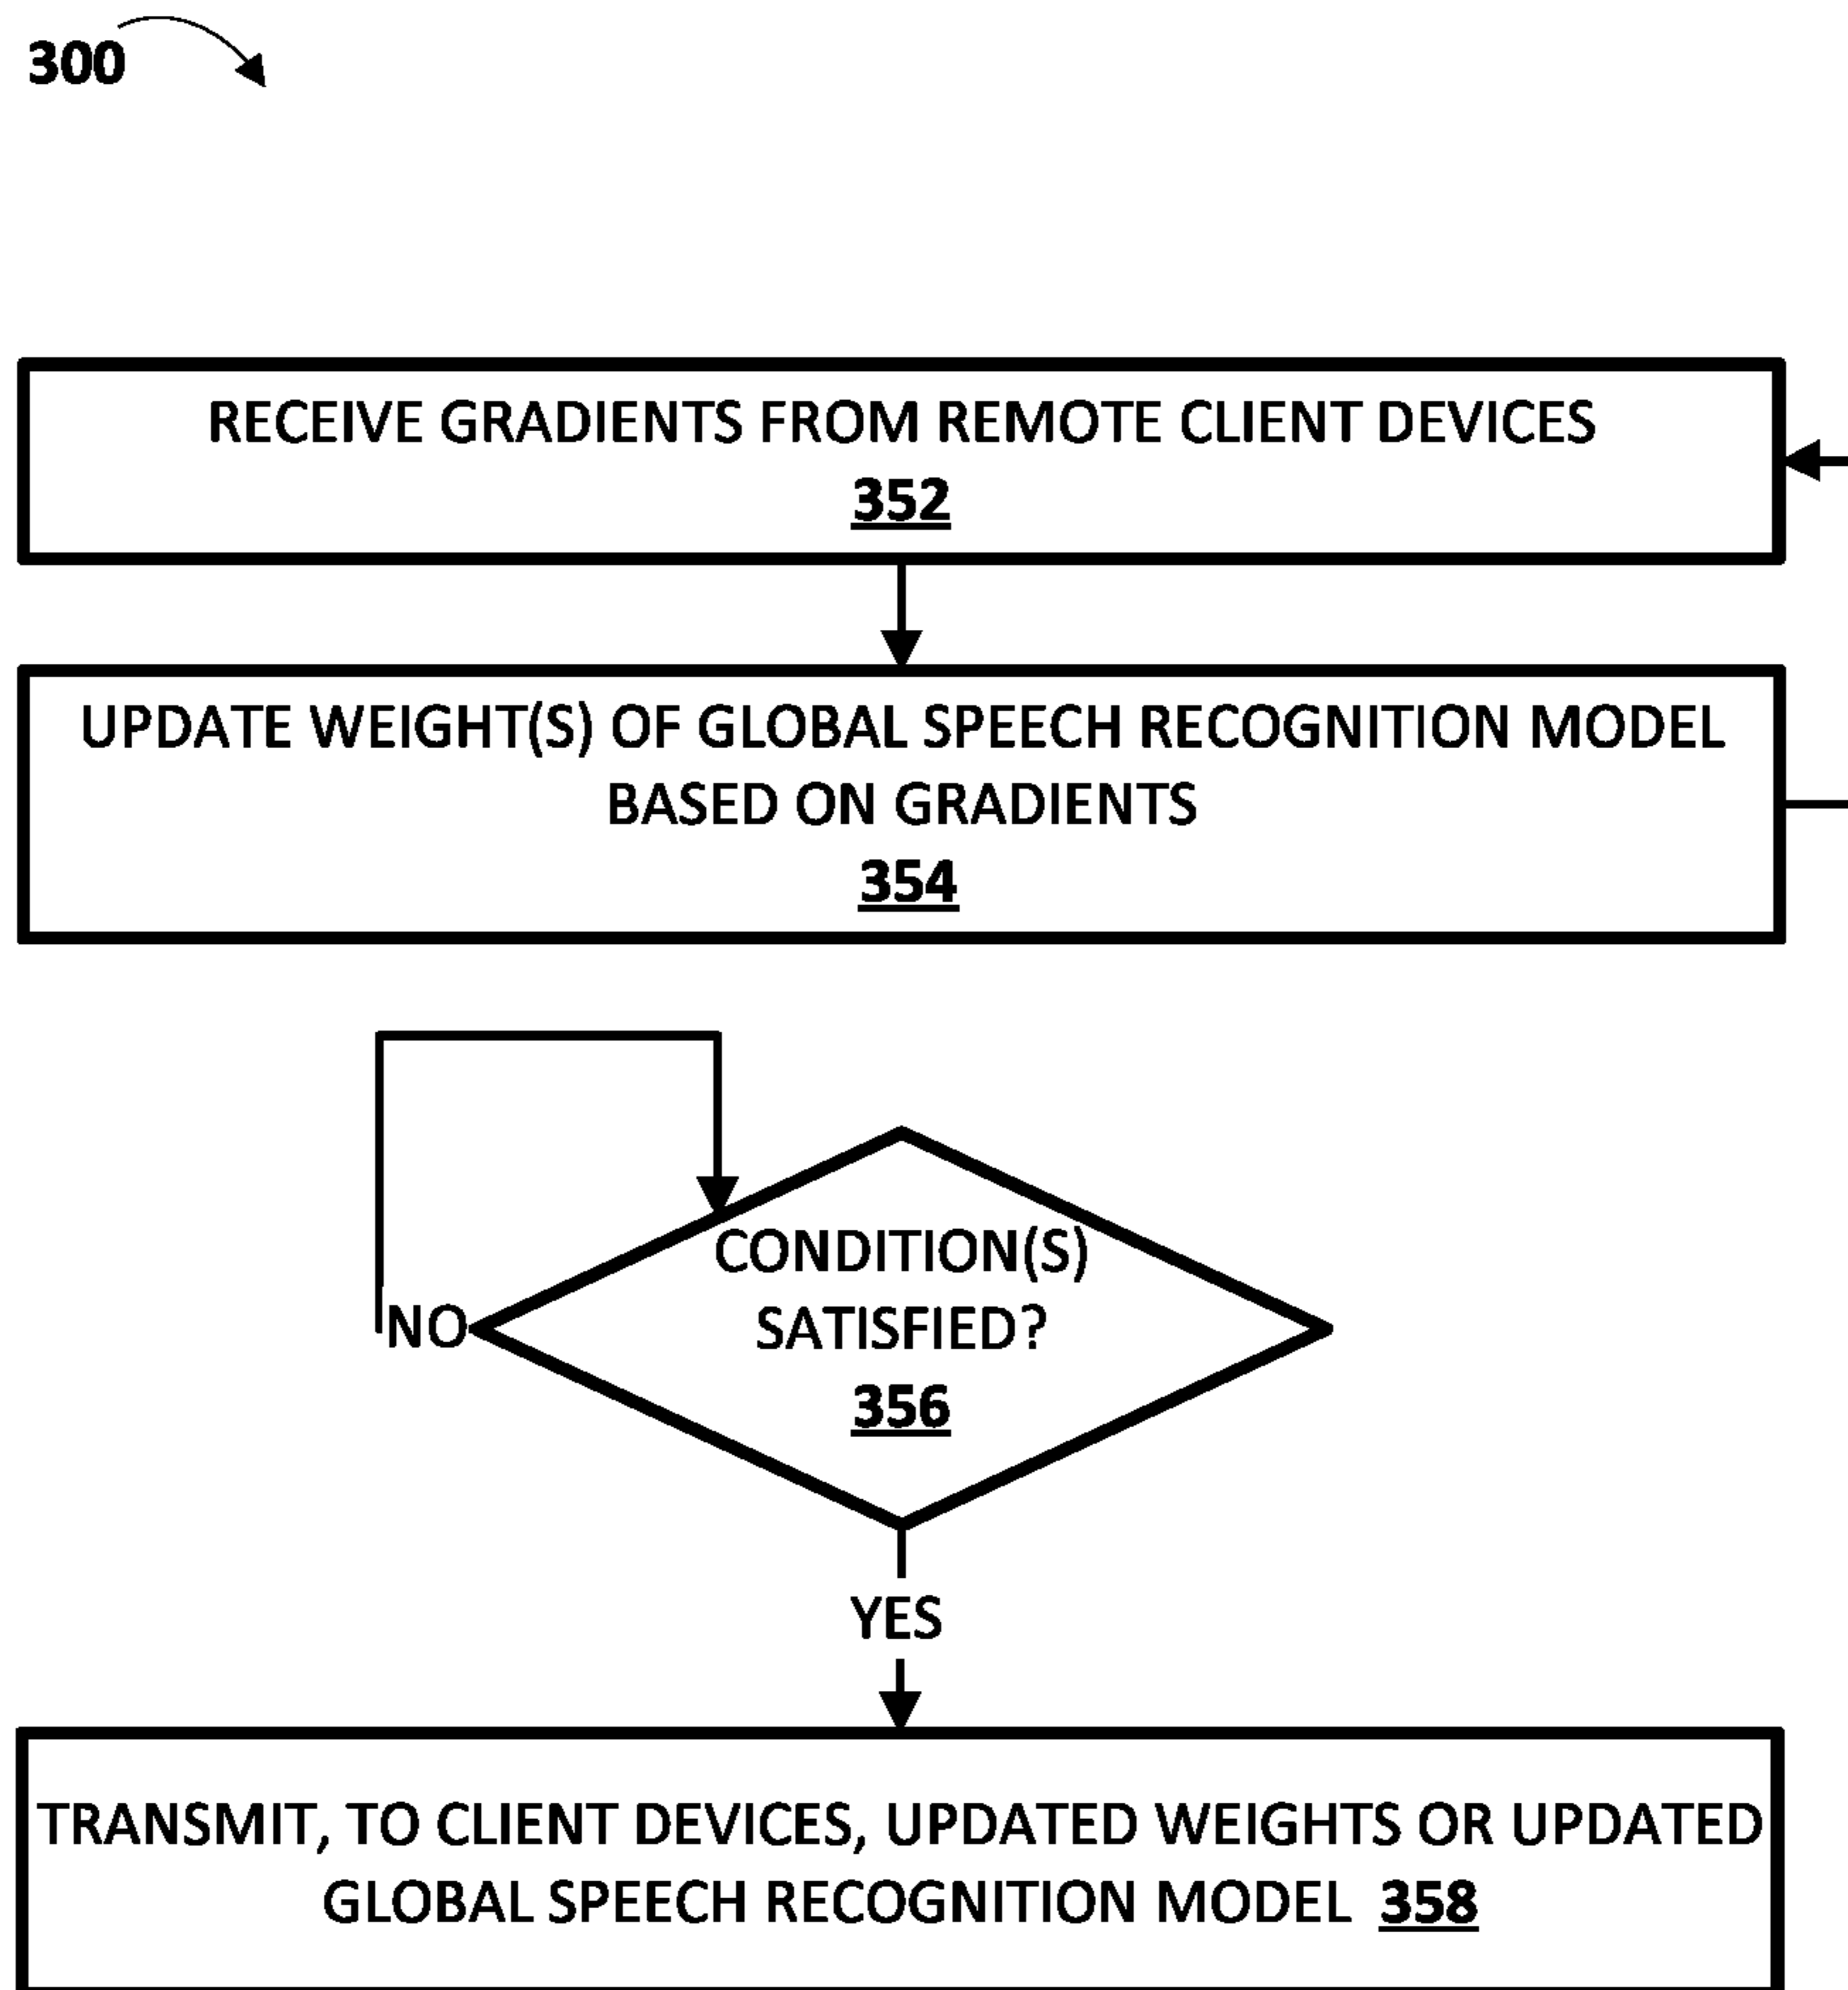 300
RECEIVE GRADIENTS FROM REMOTE CLIENT DEVICES
352
UPDATE WEIGHT(S) OF GLOBAL SPEECH RECOGNITION MODEL
BASED ON GRADIENTS
354
CONDITION(S)
SATISFIED?
356
NO
YES
TRANSMIT, TO CLIENT DEVICES, UPDATED WEIGHTS OR UPDATED
GLOBAL SPEECH RECOGNITION MODEL 358